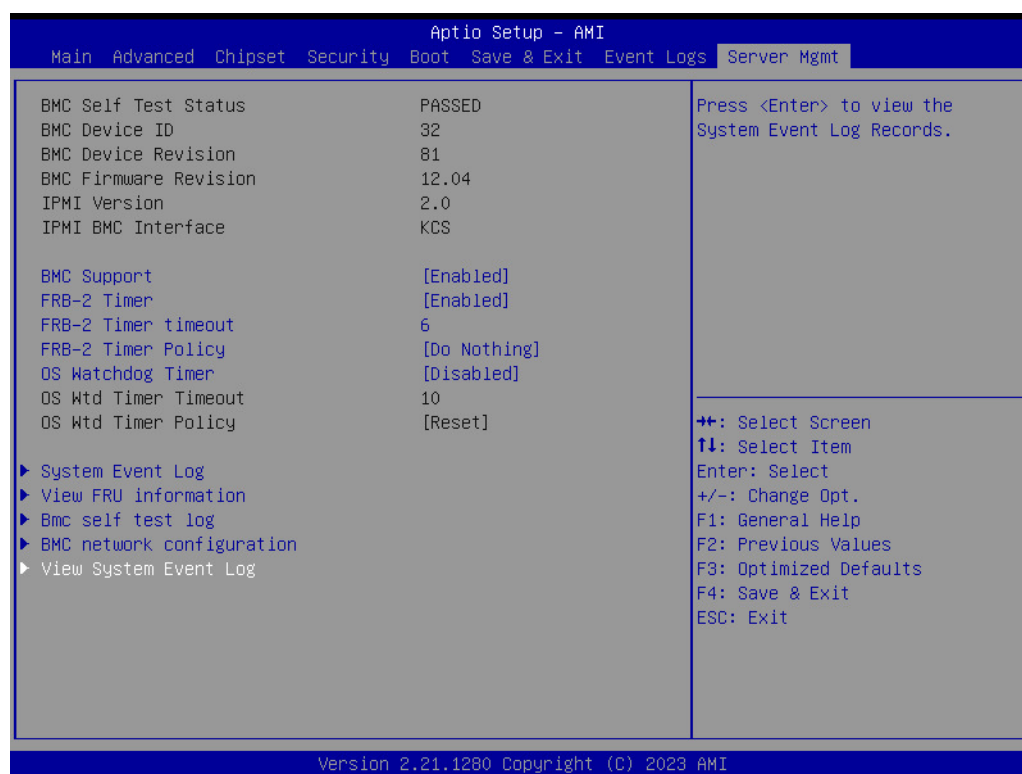 Aptio Setup – AMI
Main Advanced Chipset Security Boot Save & Exit Event Logs Server Mgmt
BMC Self Test Status PASSED
BMC Device ID 32
BMC Device Revision 81
BMC Firmware Revision 12.04
IPMI Version 2.0
IPMI BMC Interface KCS
BMC Support [Enabled]
FRB-2 Timer [Enabled]
FRB-2 Timer timeout 6
FRB-2 Timer Policy [Do Nothing]
OS Watchdog Timer [Disabled]
OS Wtd Timer Timeout 10
OS Wtd Timer Policy [Reset]
System Event Log
View FRU information
Bmc self test log
BMC network configuration
View System Event Log
Press <Enter> to view the
System Event Log Records.
→←: Select Screen
↑↓: Select Item
Enter: Select
+/-: Change Opt.
F1: General Help
F2: Previous Values
F3: Optimized Defaults
F4: Save & Exit
ESC: Exit
Version 2.21.1280 Copyright (C) 2023 AMI